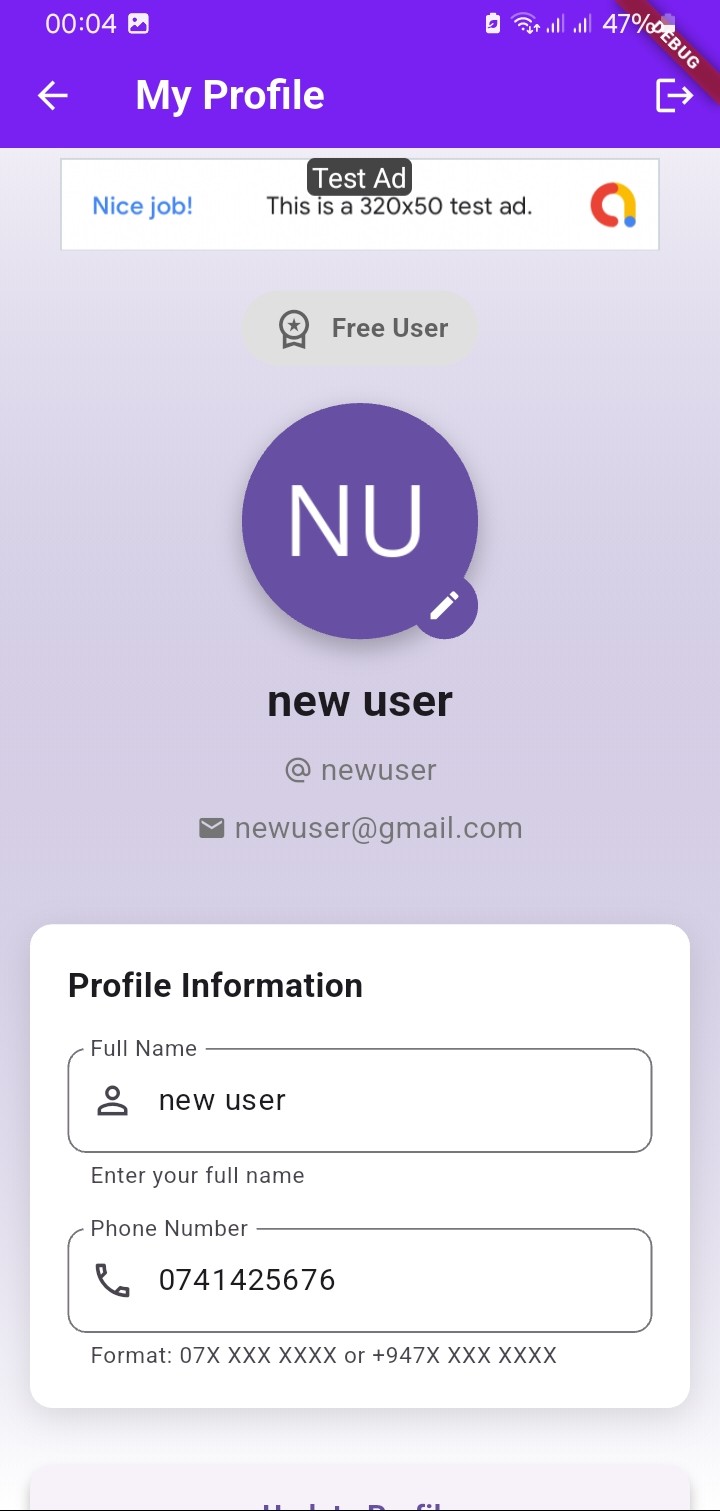 00:04 47%
DEBUG
My Profile
Test Ad
Nice job! This is a 320x50 test ad.
Free User
NU
new user
@ newuser
newuser@gmail.com
Profile Information
Full Name
new user
Enter your full name
Phone Number
0741425676
Format: 07X XXX XXXX or +947X XXX XXXX